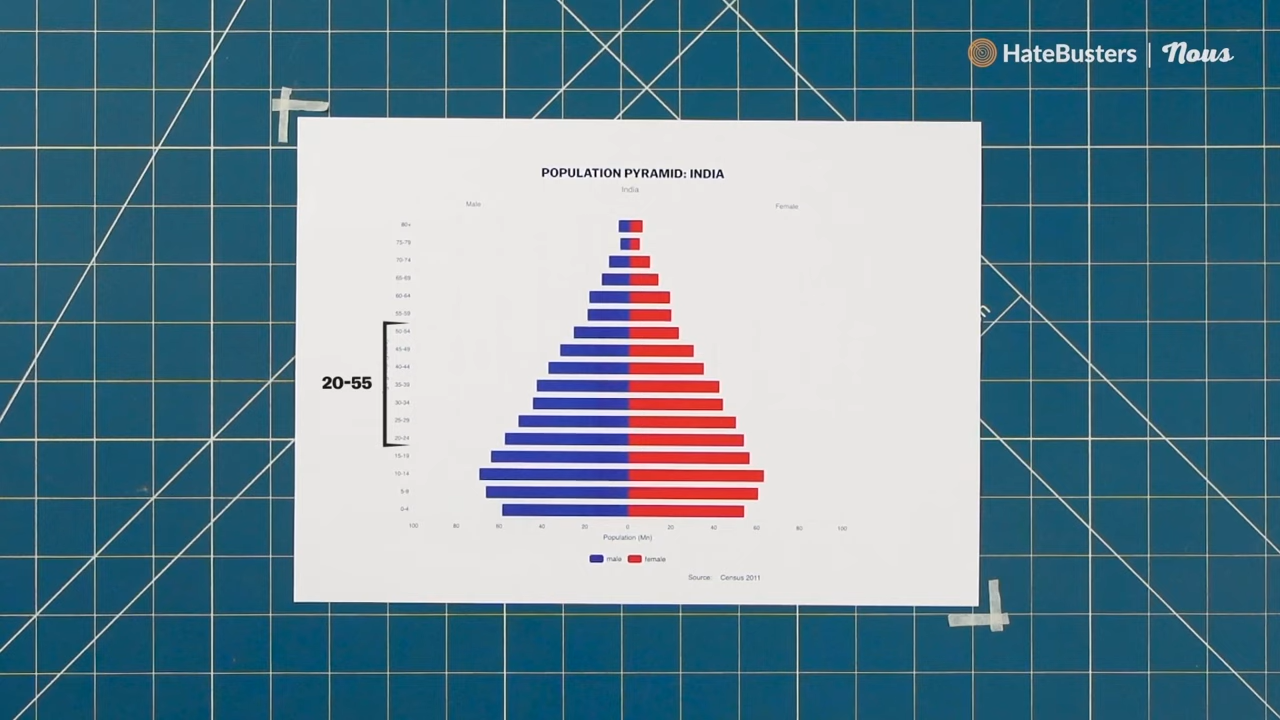 HateBusters | Nous
POPULATION PYRAMID: INDIA
India
Male
Female
80+
75-79
70-74
65-69
60-64
55-59
50-54
45-49
40-44
35-39
30-34
25-29
20-24
15-19
10-14
5-9
0-4
20-55
100 80 60 40 20 0 20 40 60 80 100
Population (Mn)
male female
Source: Census 2011